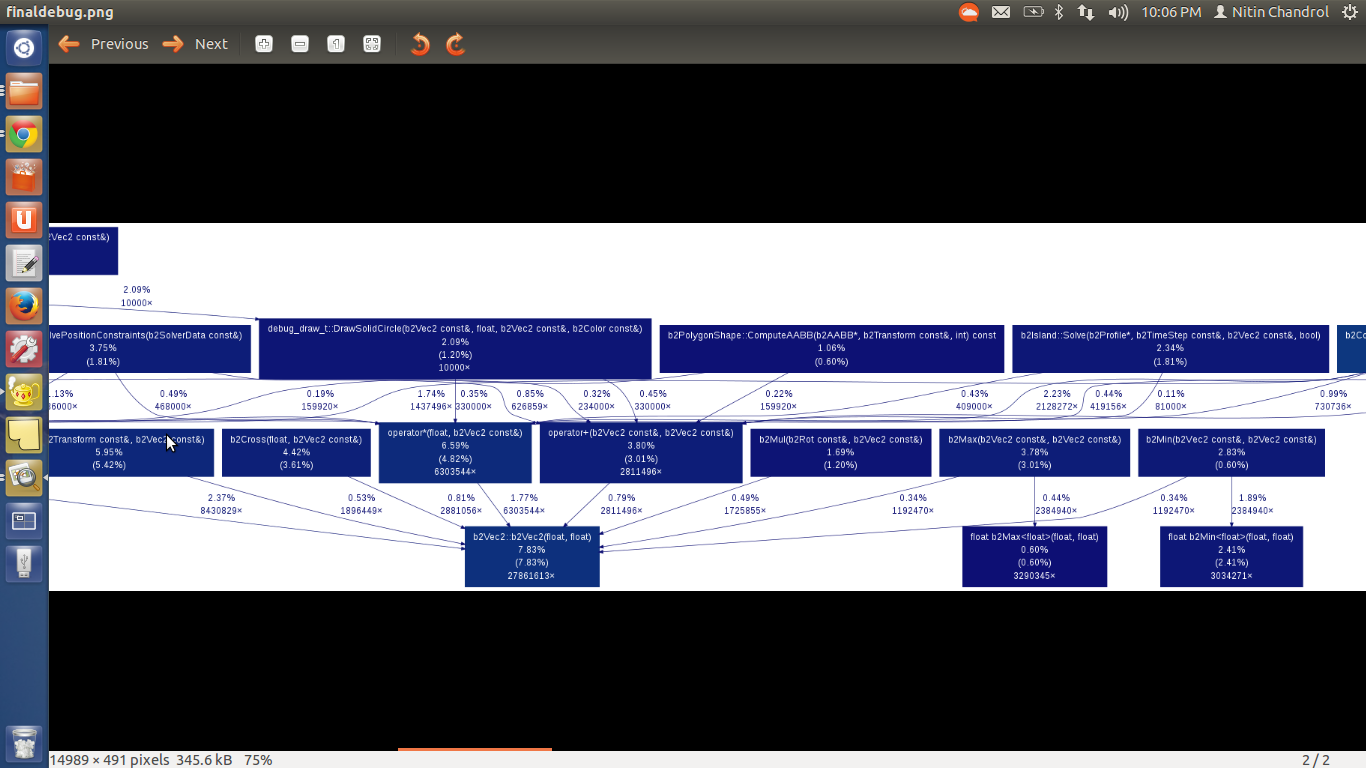 finaldebug.png
10:06 PM Nitin Chandrol
Previous Next
2Vec2 const&)
2.09%
10000×
lvePositionConstraints(b2SolverData const&)
3.75%
(1.81%)
debug_draw_t::DrawSolidCircle(b2Vec2 const&, float, b2Vec2 const&, b2Color const&)
2.09%
(1.20%)
10000×
b2PolygonShape::ComputeAABB(b2AABB*, b2Transform const&, int) const
1.06%
(0.60%)
b2Island::Solve(b2Profile*, b2TimeStep const&, b2Vec2 const&, bool)
2.34%
(1.81%)
b2Co
.13% 0.49% 0.19% 1.74% 0.35% 0.85% 0.32% 0.45% 0.22% 0.43% 2.23% 0.44% 0.11% 0.99%
6000× 468000× 159920× 1437496× 330000× 626859× 234000× 330000× 159920× 409000× 2128272× 419156× 81000× 730736×
2Transform const&, b2Vec2 const&)
5.95%
(5.42%)
b2Cross(float, b2Vec2 const&)
4.42%
(3.61%)
operator*(float, b2Vec2 const&)
6.59%
(4.82%)
6303544×
operator+(b2Vec2 const&, b2Vec2 const&)
3.80%
(3.01%)
2811496×
b2Mul(b2Rot const&, b2Vec2 const&)
1.69%
(1.20%)
b2Max(b2Vec2 const&, b2Vec2 const&)
3.78%
(3.01%)
b2Min(b2Vec2 const&, b2Vec2 const&)
2.83%
(0.60%)
2.37% 0.53% 0.81% 1.77% 0.79% 0.49% 0.34% 0.44% 0.34% 1.89%
8430829× 1896449× 2881056× 6303544× 2811496× 1725855× 1192470× 2384940× 1192470× 2384940×
b2Vec2::b2Vec2(float, float)
7.83%
(7.83%)
27861613×
float b2Max<float>(float, float)
0.60%
(0.60%)
3290345×
float b2Min<float>(float, float)
2.41%
(2.41%)
3034271×
14989 × 491 pixels 345.6 kB 75%
2 / 2